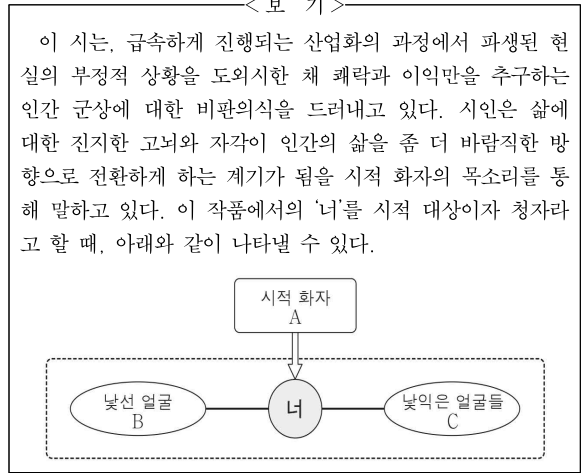 <보 기>
이 시는, 급속하게 진행되는 산업화의 과정에서 파생된 현
실의 부정적 상황을 도외시한 채 쾌락과 이익만을 추구하는
인간 군상에 대한 비판의식을 드러내고 있다. 시인은 삶에
대한 진지한 고뇌와 자각이 인간의 삶을 좀 더 바람직한 방
향으로 전환하게 하는 계기가 됨을 시적 화자의 목소리를 통
해 말하고 있다. 이 작품에서의 '너'를 시적 대상이자 청자라
고 할 때, 아래와 같이 나타낼 수 있다.
시적 화자
A
낯선 얼굴
B
너
낯익은 얼굴들
C